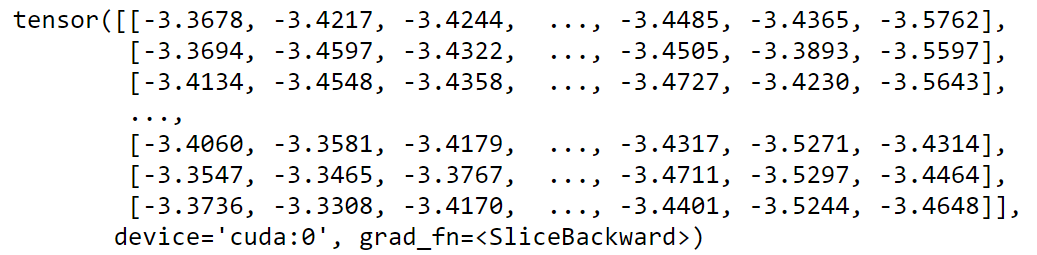 tensor([[-3.3678, -3.4217, -3.4244,  ..., -3.4485, -3.4365, -3.5762],
        [-3.3694, -3.4597, -3.4322,  ..., -3.4505, -3.3893, -3.5597],
        [-3.4134, -3.4548, -3.4358,  ..., -3.4727, -3.4230, -3.5643],
        ...,
        [-3.4060, -3.3581, -3.4179,  ..., -3.4317, -3.5271, -3.4314],
        [-3.3547, -3.3465, -3.3767,  ..., -3.4711, -3.5297, -3.4464],
        [-3.3736, -3.3308, -3.4170,  ..., -3.4401, -3.5244, -3.4648]],
       device='cuda:0', grad_fn=<SliceBackward>)